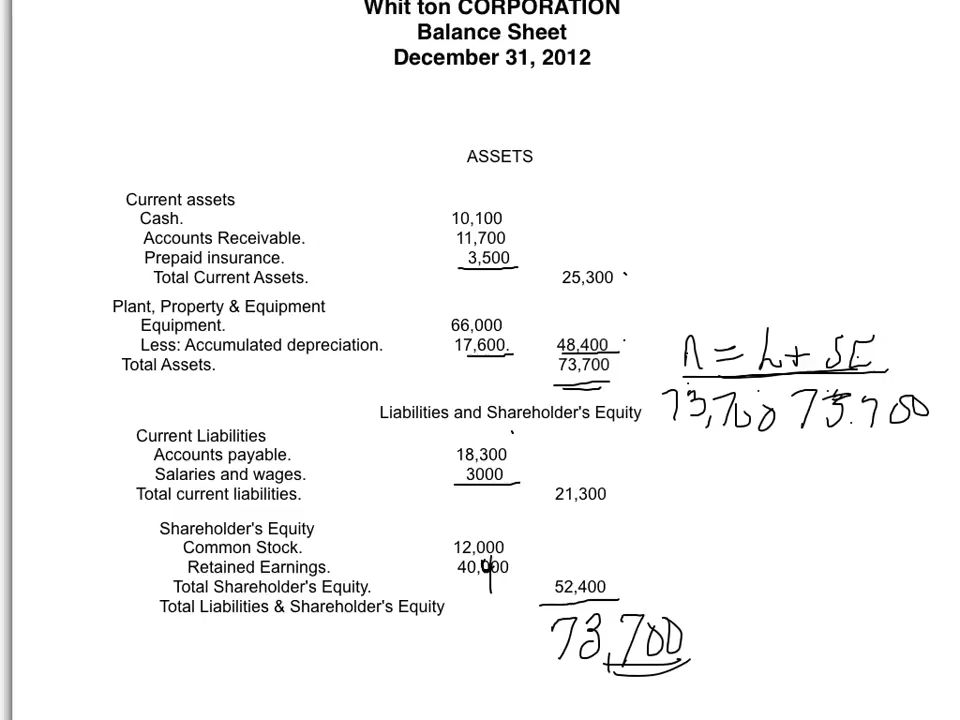 Whit ton CORPORATION
Balance Sheet
December 31, 2012
ASSETS
Current assets
Cash. 10,100
Accounts Receivable. 11,700
Prepaid insurance. 3,500
Total Current Assets. 25,300
Plant, Property & Equipment
Equipment. 66,000
Less: Accumulated depreciation. 17,600. 48,400
Total Assets. 73,700
A = L + SE
73,700 73.700
Liabilities and Shareholder's Equity
Current Liabilities
Accounts payable. 18,300
Salaries and wages. 3000
Total current liabilities. 21,300
Shareholder's Equity
Common Stock. 12,000
Retained Earnings. 40,400
Total Shareholder's Equity. 52,400
Total Liabilities & Shareholder's Equity
73,700